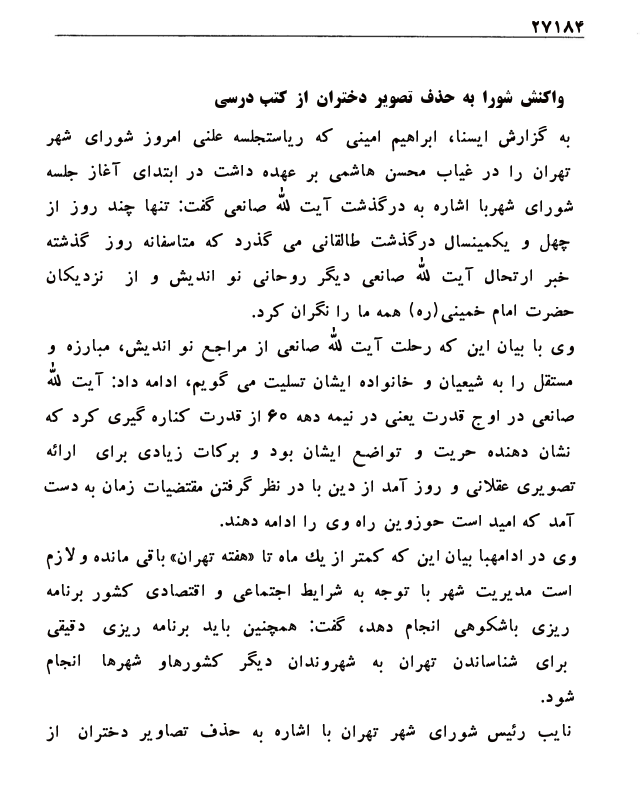 ۲۷۱۸۴
واکنش شورا به حذف تصویر دختران از کتب درسی
به گزارش ایسنا، ابراهیم امینی که ریاستجلسه علنی امروز شورای شهر
تهران را در غیاب محسن هاشمی بر عهده داشت در ابتدای آغاز جلسه
شورای شهربا اشاره به درگذشت آیت الله صانعی گفت: تنها چند روز از
چهل و یکمینسال درگذشت طالقانی می گذرد که متاسفانه روز گذشته
خبر ارتحال آیت الله صانعی دیگر روحانی نو اندیش و از نزدیکان
حضرت امام خمینی(ره) همه ما را نگران کرد.
وی با بیان این که رحلت آیت الله صانعی از مراجع نو اندیش، مبارزه و
مستقل را به شیعیان و خانواده ایشان تسلیت می گویم، ادامه داد: آیت الله
صانعی در اوج قدرت یعنی در نیمه دهه ۶۰ از قدرت کناره گیری کرد که
نشان دهنده حریت و تواضع ایشان بود و برکات زیادی برای ارائه
تصویری عقلانی و روز آمد از دین با در نظر گرفتن مقتضیات زمان به دست
آمد که امید است حوزوین راه وی را ادامه دهند.
وی در ادامهبا بیان این که کمتر از یك ماه تا «هفته تهران» باقی مانده و لازم
است مدیریت شهر با توجه به شرایط اجتماعی و اقتصادی کشور برنامه
ریزی باشکوهی انجام دهد، گفت: همچنین باید برنامه ریزی دقیقی
برای شناساندن تهران به شهروندان دیگر کشورهاو شهرها انجام
شود.
نایب رئیس شورای شهر تهران با اشاره به حذف تصاویر دختران از